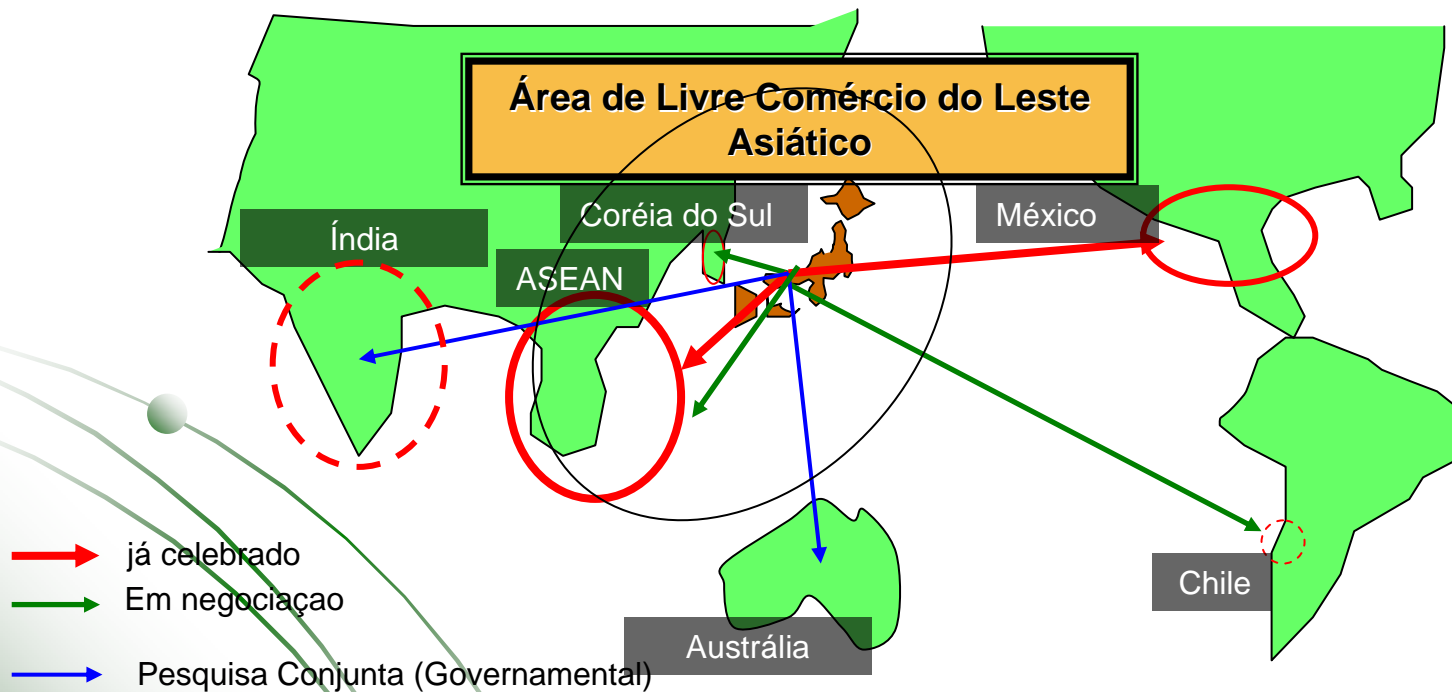 Área de Livre Comércio do Leste
Asiático
Coréia do Sul
México
Índia
ASEAN
já celebrado
Em negociaçao
Chile
Austrália
Pesquisa Conjunta (Governamental)